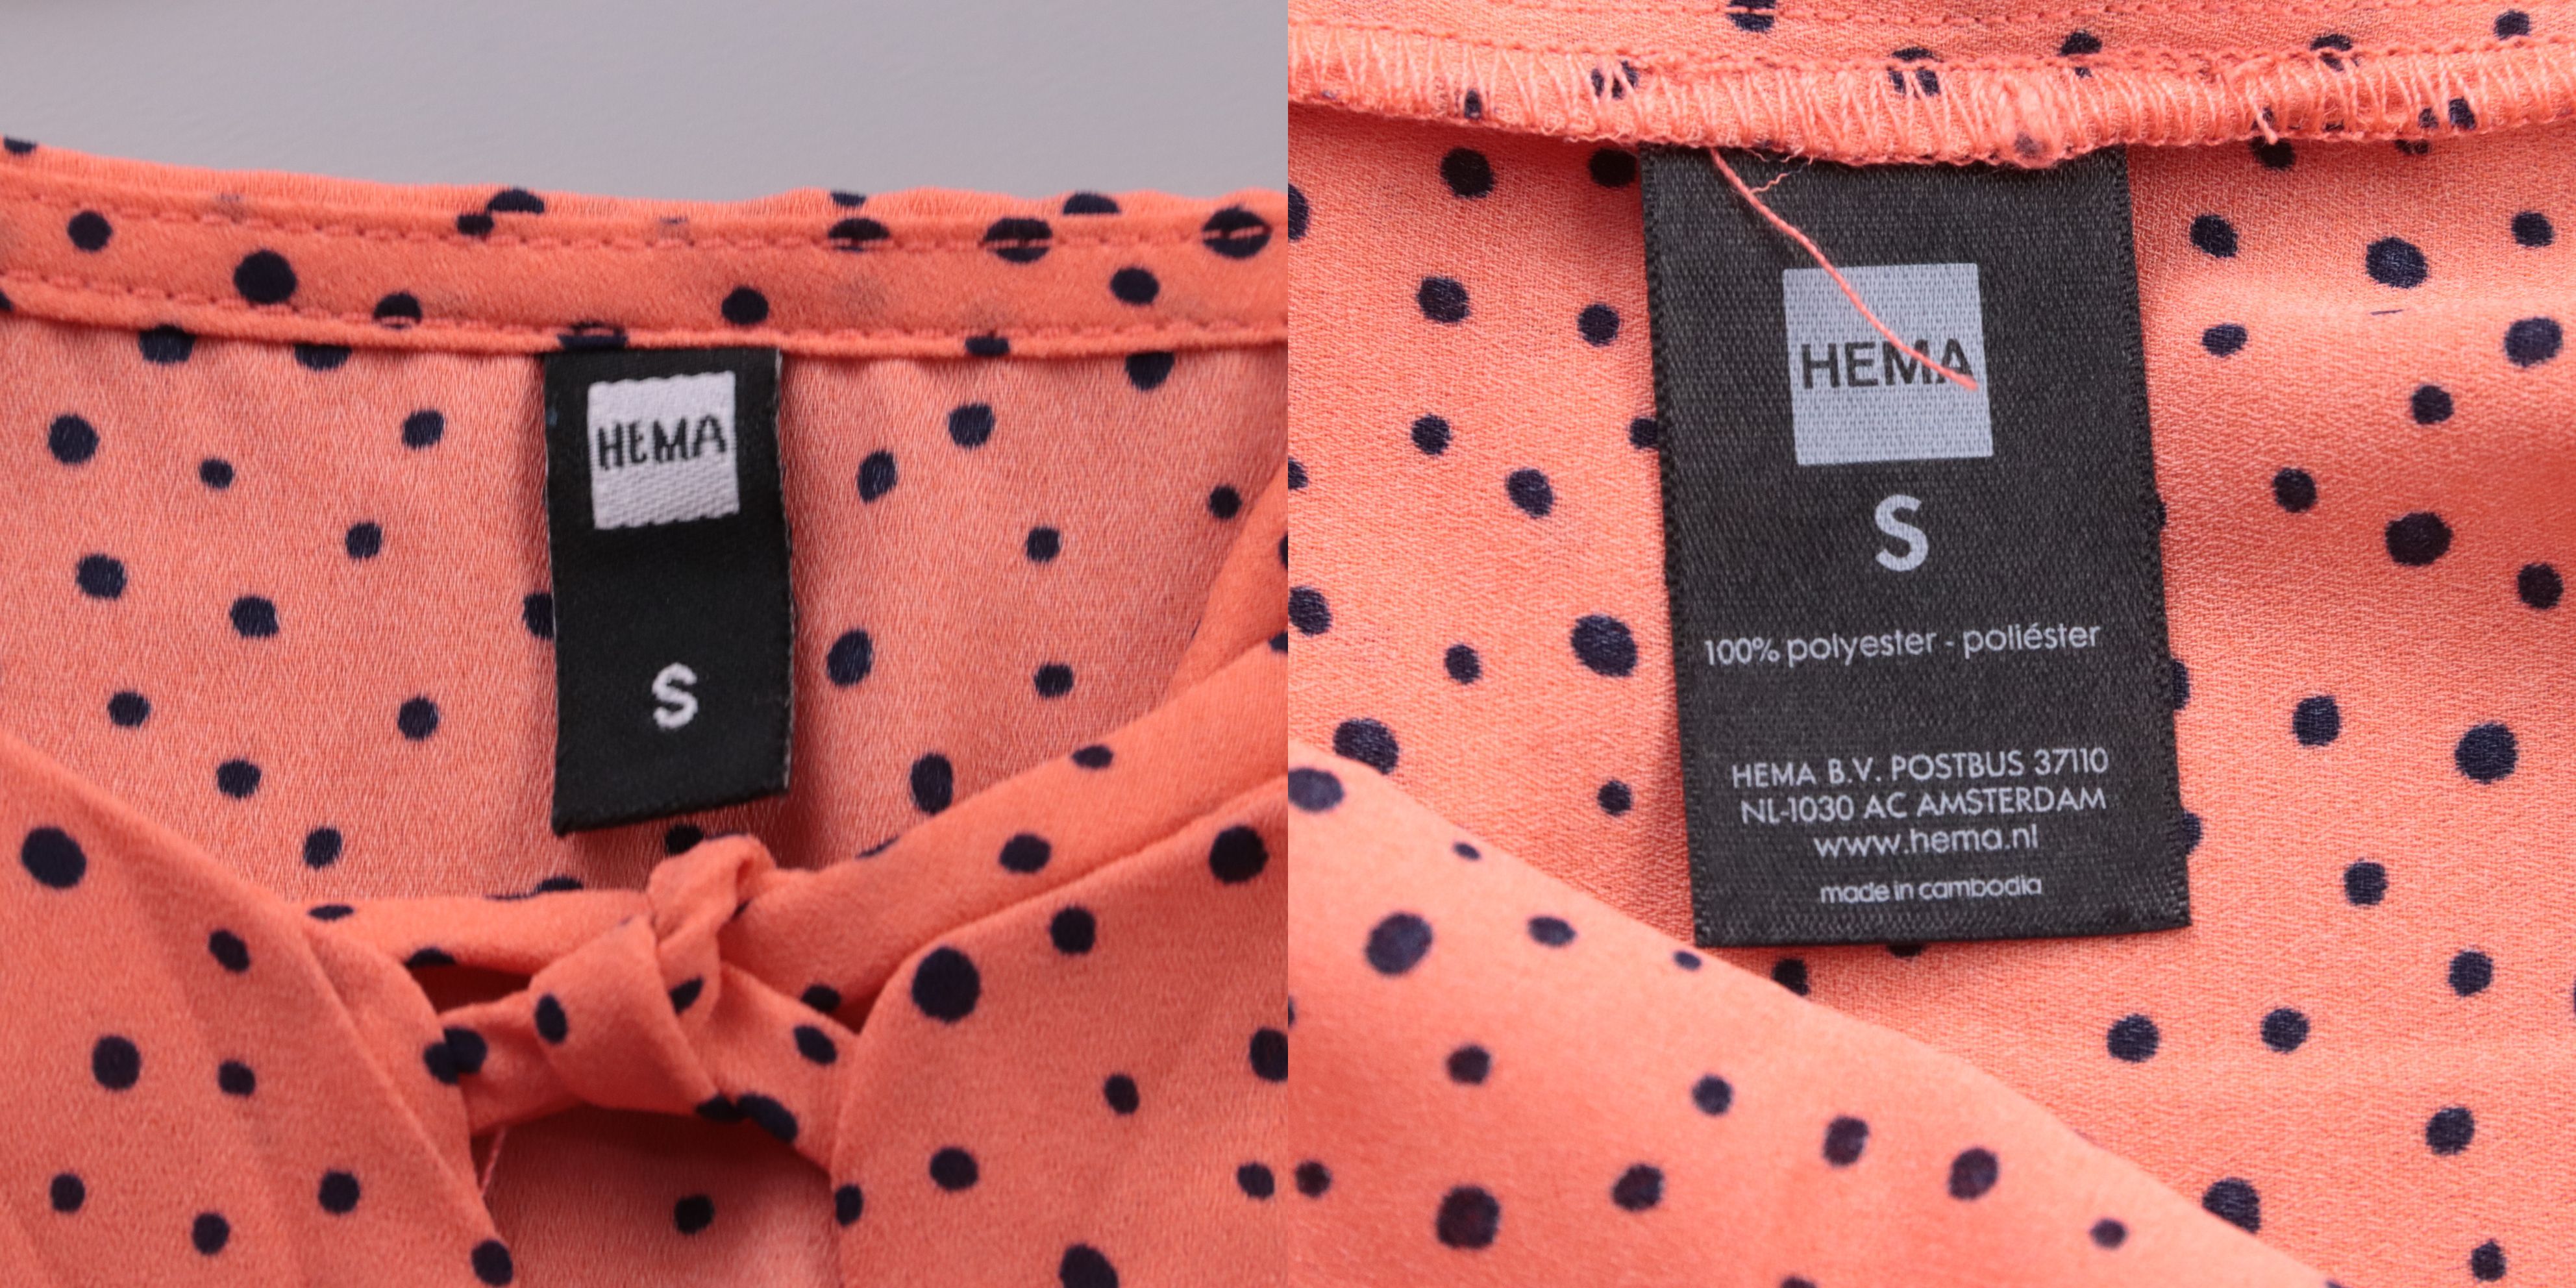 HEMA
S
HEMA
S
100% polyester - poliéster
HEMA B.V. POSTBUS 37110
NL-1030 AC AMSTERDAM
www.hema.nl
made in cambodia